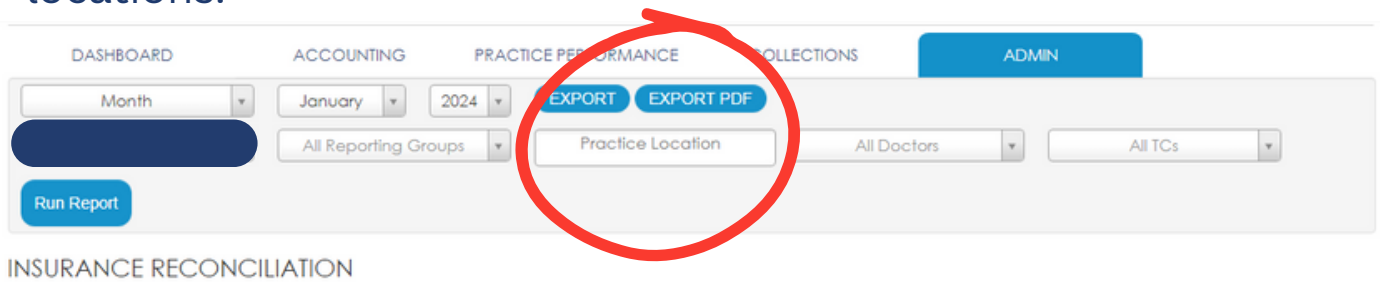 locations.
DASHBOARD ACCOUNTING PRACTICE PERFORMANCE COLLECTIONS ADMIN
Month January 2024 EXPORT EXPORT PDF
All Reporting Groups Practice Location All Doctors All TCs
Run Report
INSURANCE RECONCILIATION